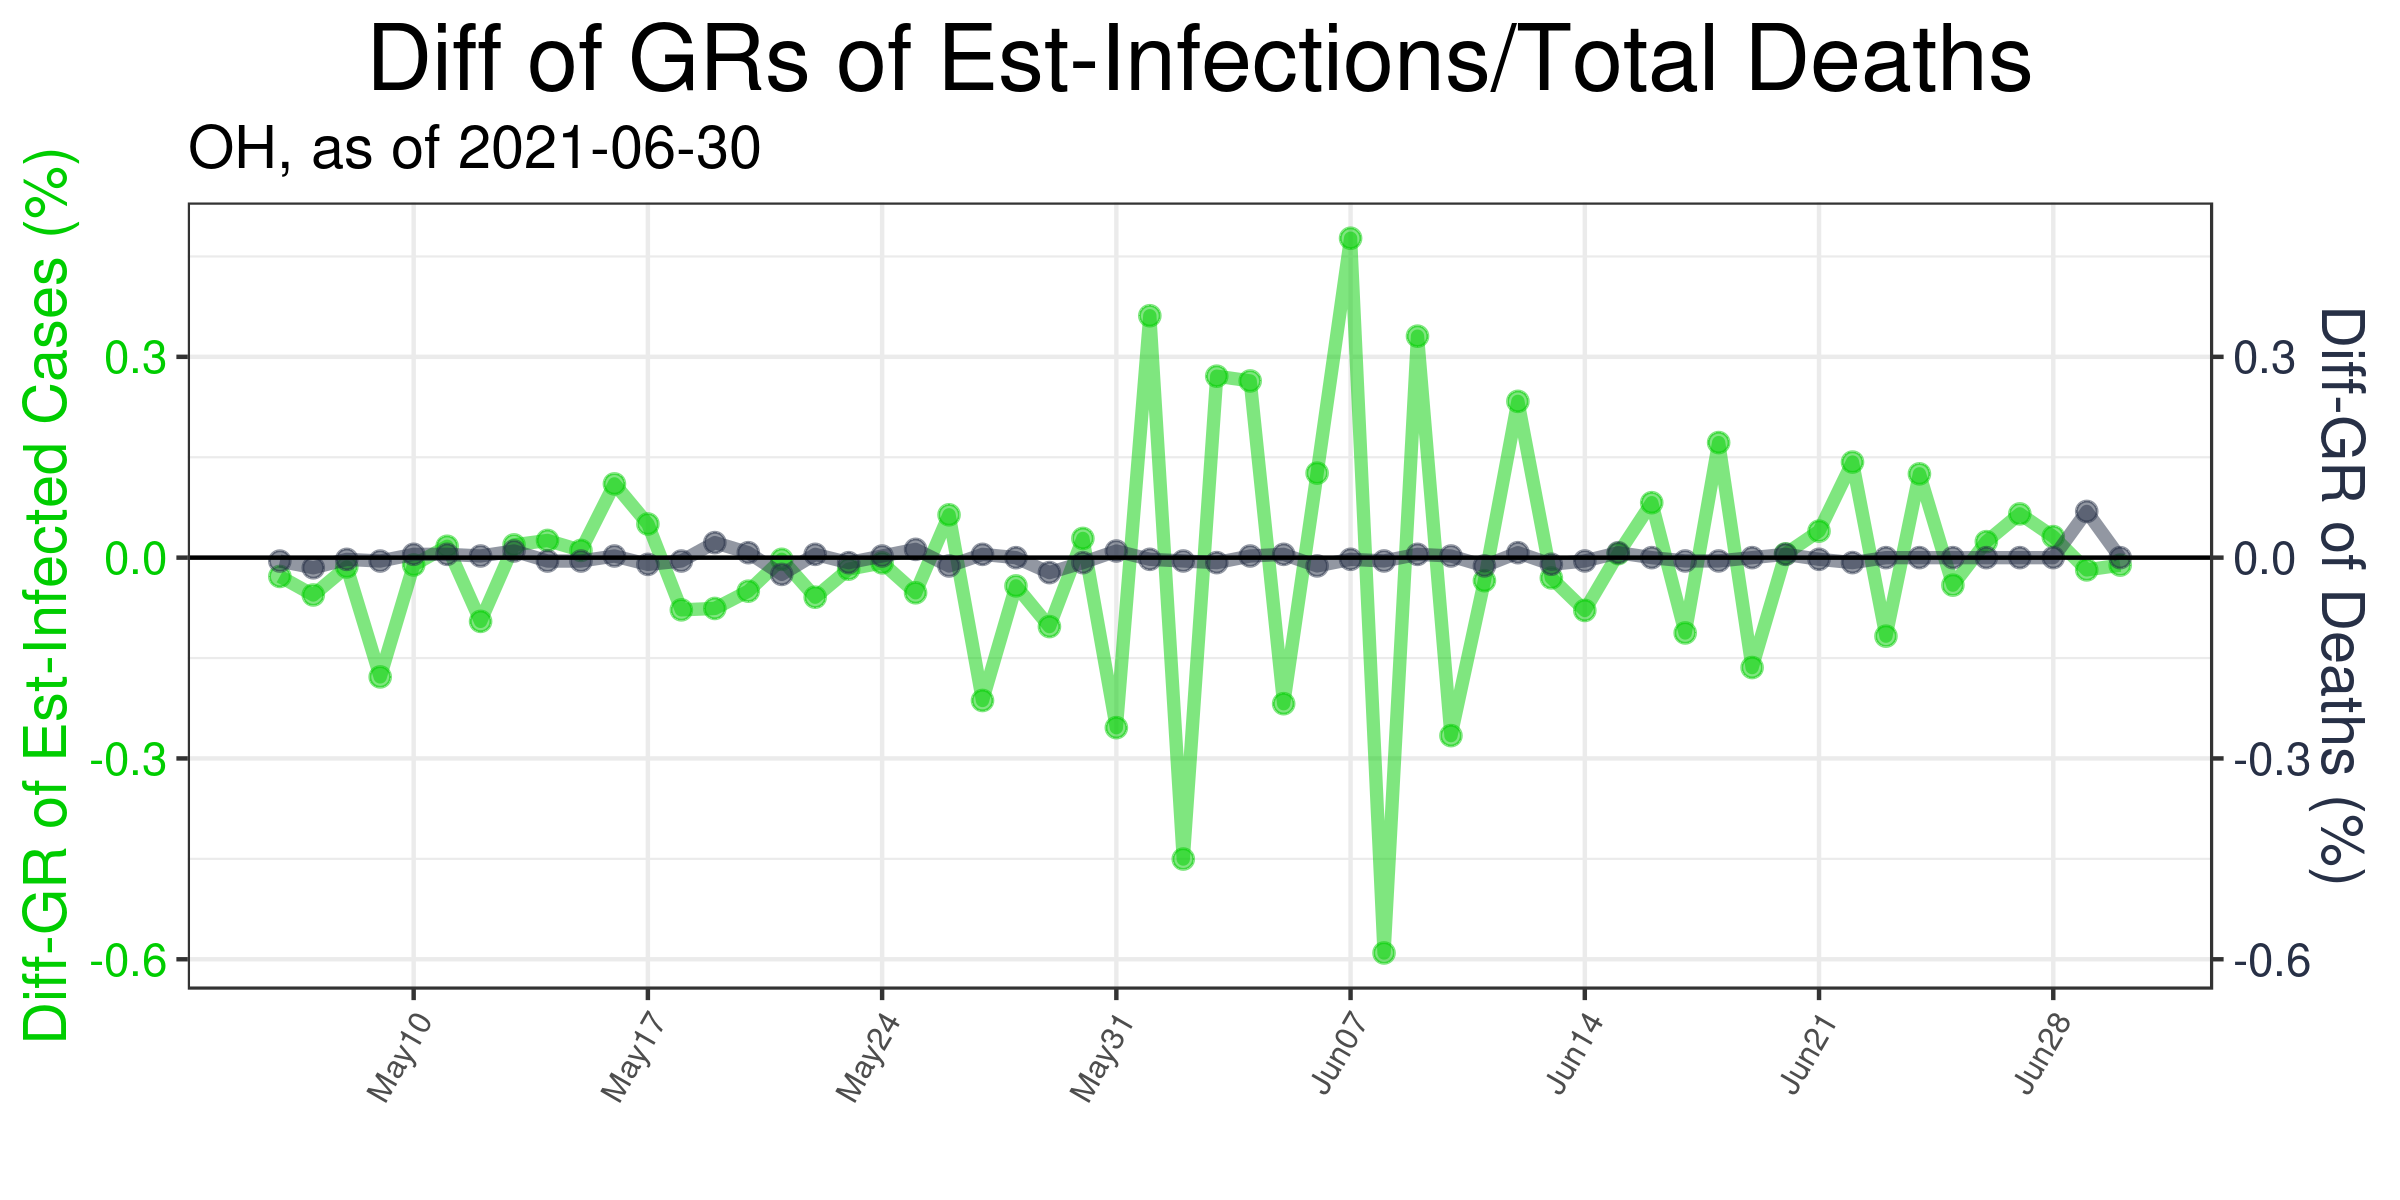 Diff of GRs of Est-Infections/Total Deaths
OH, as of 2021-06-30
Diff-GR of Est-Infected Cases (%)
0.3
0.0
-0.3
-0.6
0.3
0.0
-0.3
-0.6
Diff-GR of Deaths (%)
May10
May17
May24
May31
Jun07
Jun14
Jun21
Jun28